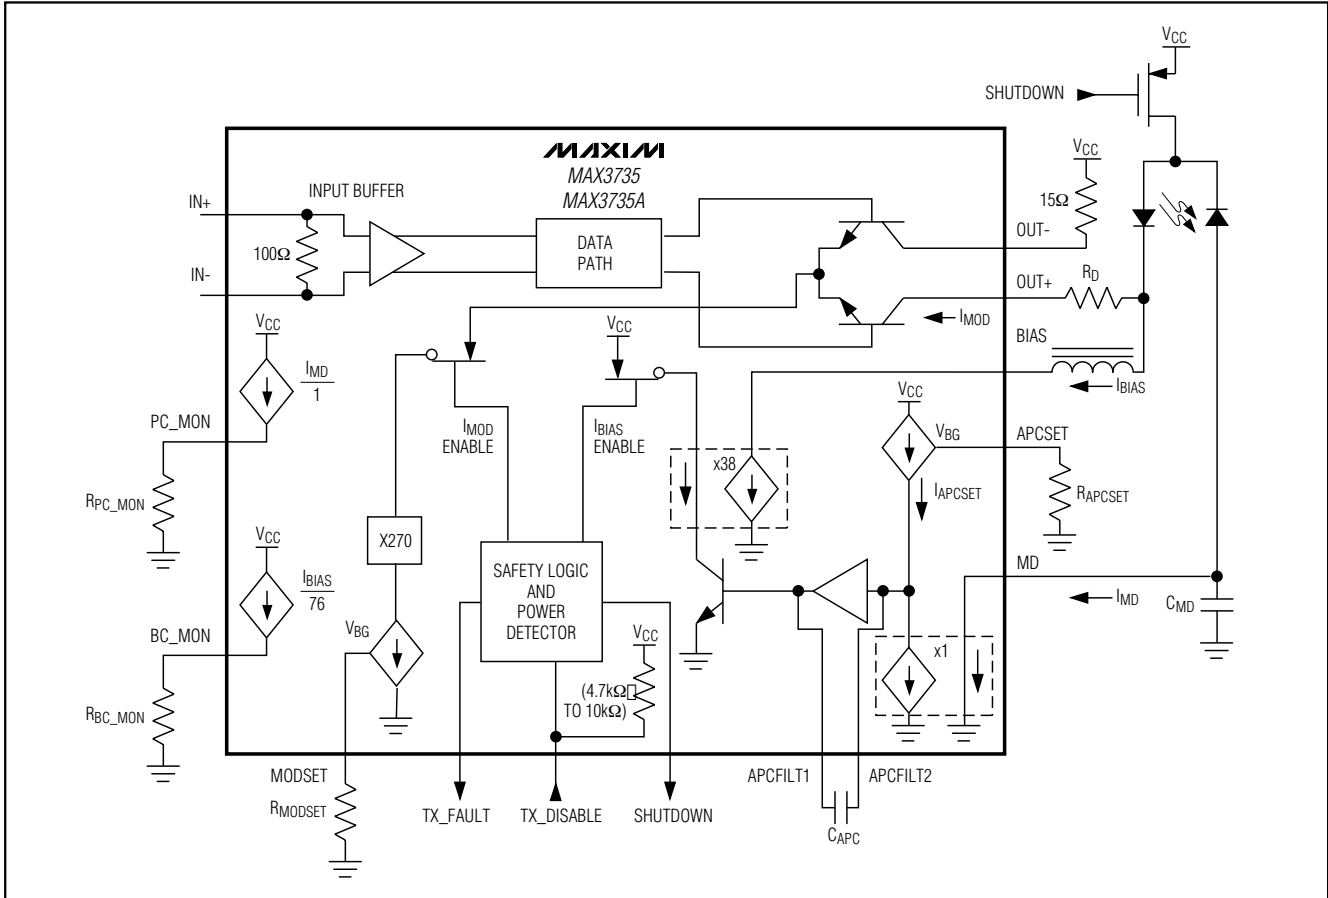 VCC
SHUTDOWN
MAXIM
MAX3735
MAX3735A
VCC
INPUT BUFFER
IN+
15Ω
OUT-
DATA
PATH
100Ω
IN-
OUT+
RD
IMOD
VCC
VCC
BIAS
IMD
1
IBIAS
VCC
PC_MON
IMOD
ENABLE
IBIAS
ENABLE
VBG
APCSET
x38
RPC_MON
IAPCSET
RAPCSET
VCC
X270
SAFETY LOGIC
AND
POWER
DETECTOR
MD
IBIAS
76
IMD
CMD
VBG
VCC
BC_MON
x1
(4.7kΩ
TO 10kΩ)
RBC_MON
MODSET
APCFILT1
APCFILT2
RMODSET
TX_FAULT
TX_DISABLE
SHUTDOWN
CAPC